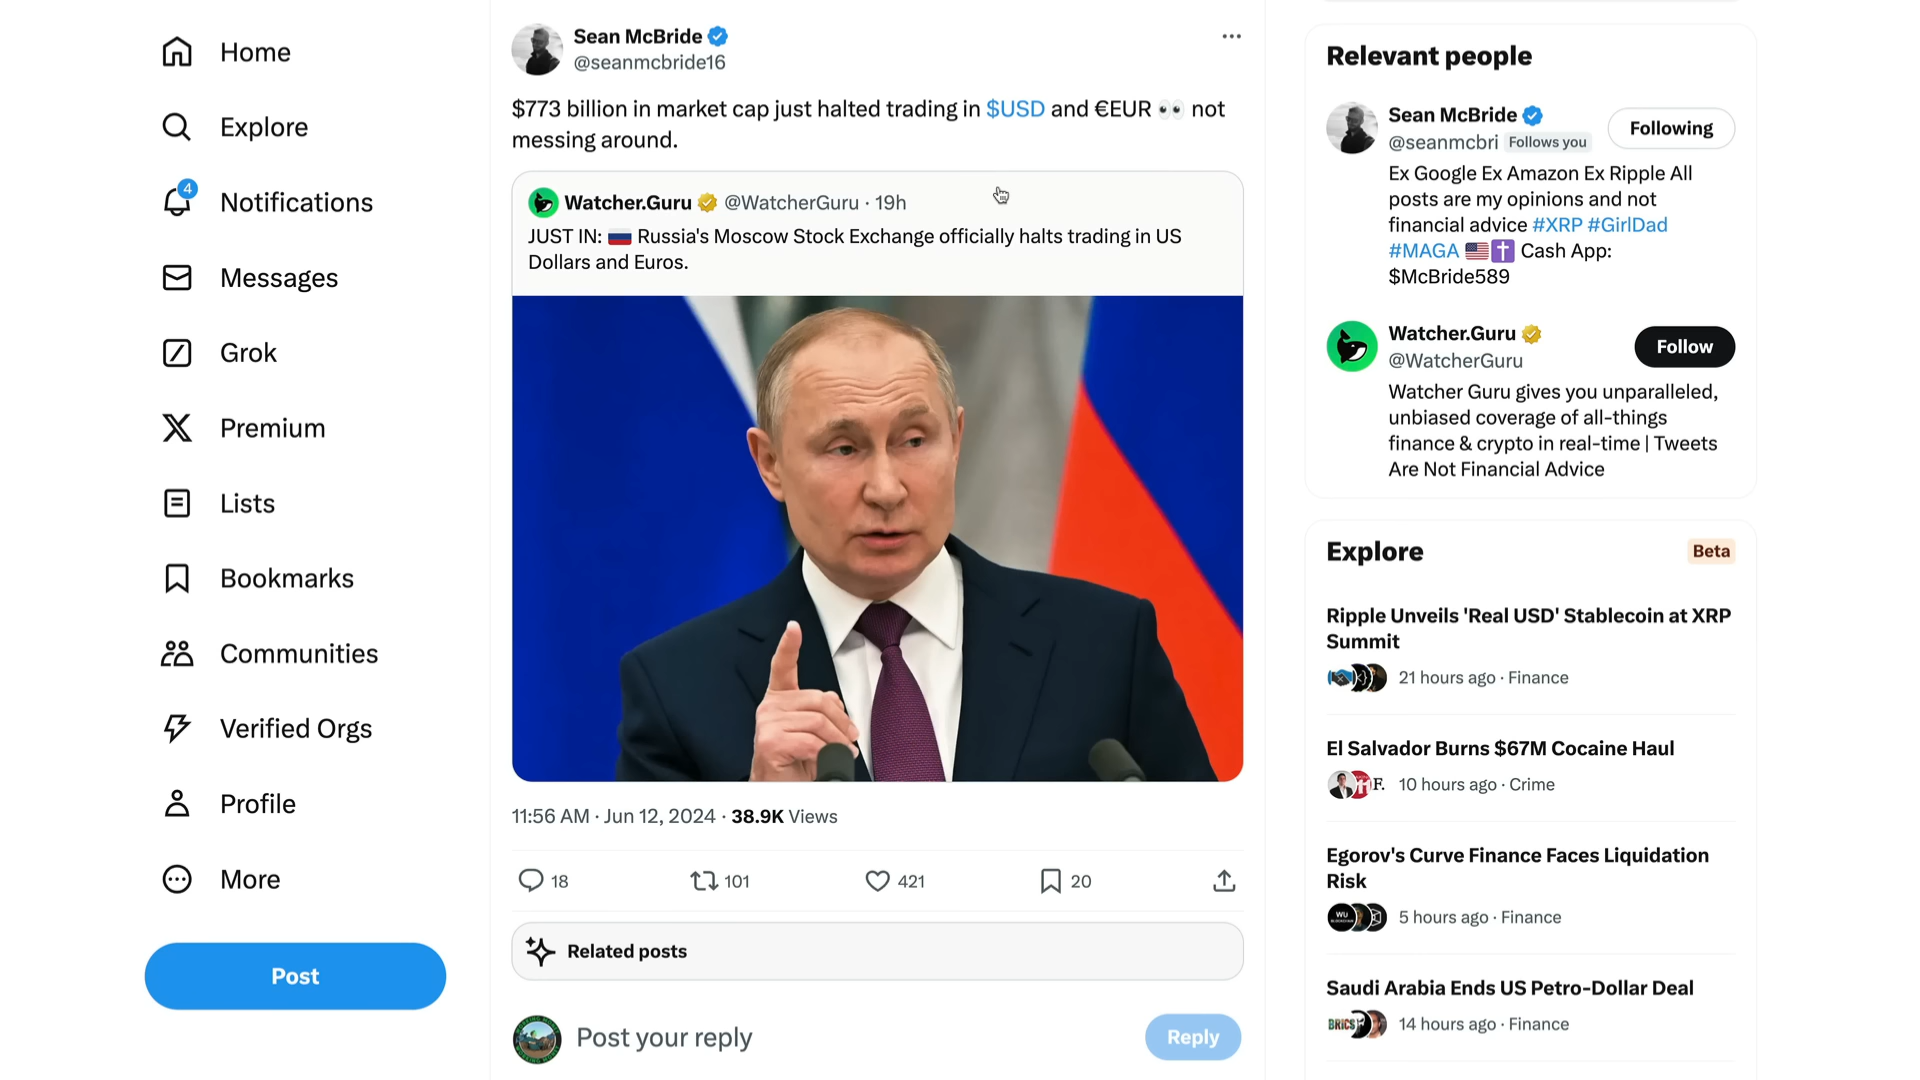 Home
Explore
4
Notifications
Messages
Grok
Premium
Lists
Bookmarks
Communities
Verified Orgs
Profile
More
Post
Sean McBride
@seanmcbride16
$773 billion in market cap just halted trading in $USD and €EUR 👀 not
messing around.
Watcher.Guru @WatcherGuru · 19h
JUST IN: 🇷🇺 Russia's Moscow Stock Exchange officially halts trading in US
Dollars and Euros.
11:56 AM · Jun 12, 2024 · 38.9K Views
18 101 421 20
Related posts
Post your reply
Reply
Relevant people
Sean McBride
Following
@seanmcbri Follows you
Ex Google Ex Amazon Ex Ripple All
posts are my opinions and not
financial advice #XRP #GirlDad
#MAGA 🇺🇸✝️ Cash App:
$McBride589
Watcher.Guru
Follow
@WatcherGuru
Watcher Guru gives you unparalleled,
unbiased coverage of all-things
finance & crypto in real-time | Tweets
Are Not Financial Advice
Explore
Beta
Ripple Unveils 'Real USD' Stablecoin at XRP
Summit
21 hours ago · Finance
El Salvador Burns $67M Cocaine Haul
F.
10 hours ago · Crime
Egorov's Curve Finance Faces Liquidation
Risk
WU
5 hours ago · Finance
Saudi Arabia Ends US Petro-Dollar Deal
BRICS
14 hours ago · Finance